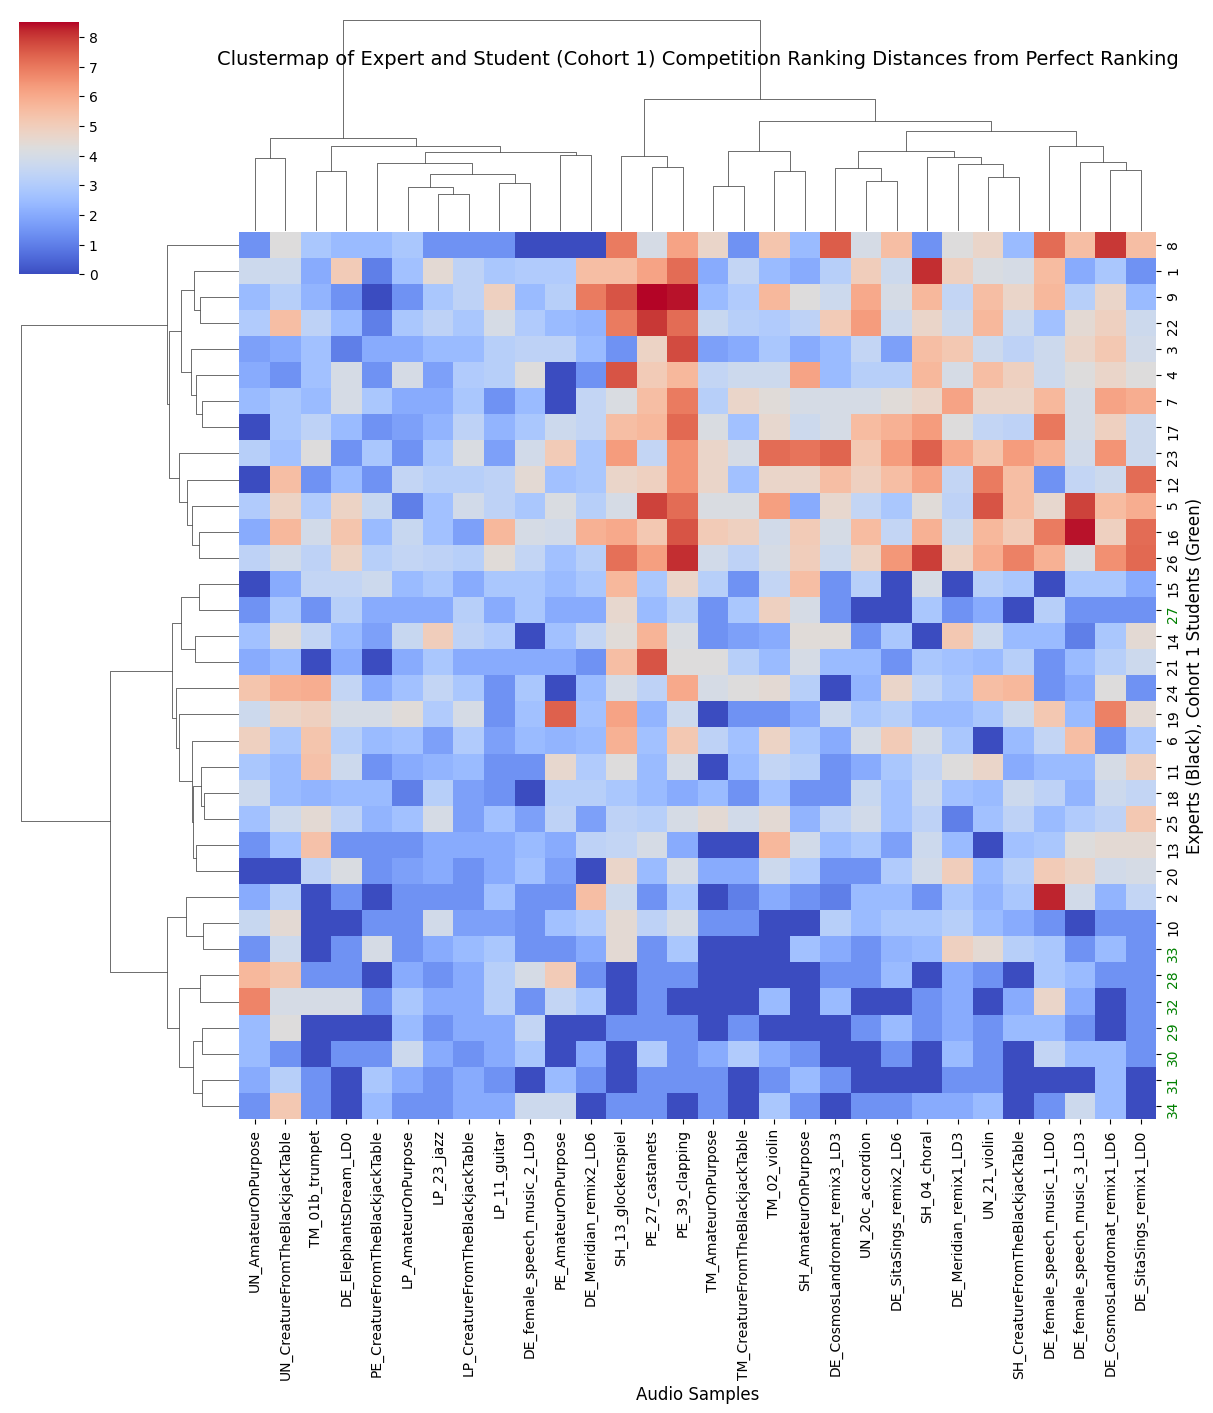 Clustermap of Expert and Student (Cohort 1) Competition Ranking Distances from Perfect Ranking
8
7
6
5
4
3
2
1
0
8
1
9
22
3
4
7
17
23
12
5
16
26
15
27
14
21
24
19
6
11
18
25
13
20
2
10
33
28
32
29
30
31
34
Experts (Black), Cohort 1 Students (Green)
UN_AmateurOnPurpose
UN_CreatureFromTheBlackjackTable
TM_01b_trumpet
DE_ElephantsDream_LD0
PE_CreatureFromTheBlackjackTable
LP_AmateurOnPurpose
LP_23_jazz
LP_CreatureFromTheBlackjackTable
LP_11_guitar
DE_female_speech_music_2_LD9
PE_AmateurOnPurpose
DE_Meridian_remix2_LD6
SH_13_glockenspiel
PE_27_castanets
PE_39_clapping
TM_AmateurOnPurpose
TM_CreatureFromTheBlackjackTable
TM_02_violin
SH_AmateurOnPurpose
DE_CosmosLandromat_remix3_LD3
UN_20c_accordion
DE_SitaSings_remix2_LD6
SH_04_choral
DE_Meridian_remix1_LD3
UN_21_violin
SH_CreatureFromTheBlackjackTable
DE_female_speech_music_1_LD0
DE_female_speech_music_3_LD3
DE_CosmosLandromat_remix1_LD6
DE_SitaSings_remix1_LD0
Audio Samples